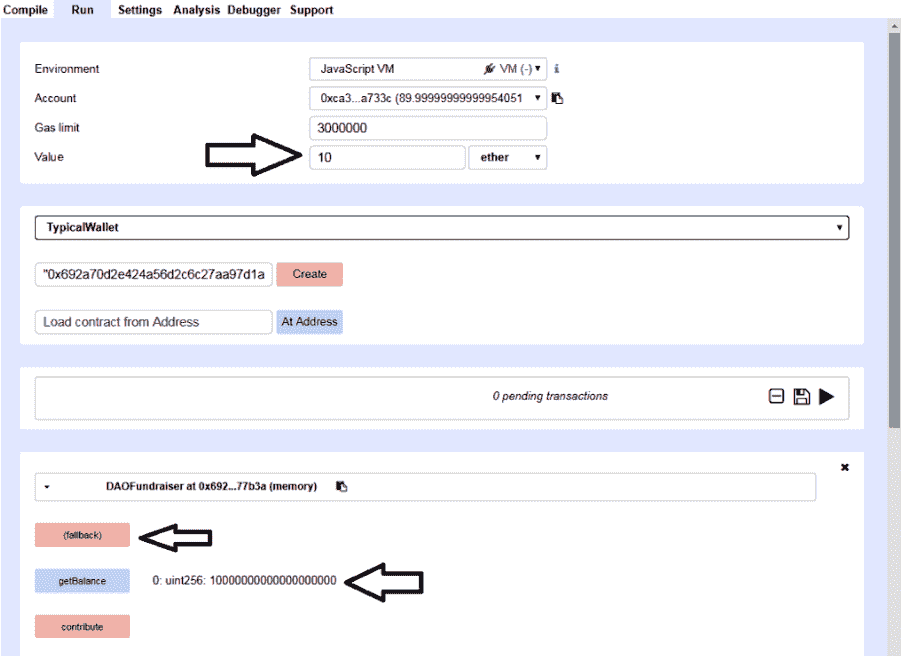 Compile Run Settings Analysis Debugger Support
Environment JavaScript VM VM (-) i
Account 0xca3...a733c (89.99999999999954051
Gas limit 3000000
Value 10 ether
TypicalWallet
"0x692a70d2e424a56d2c6c27aa97d1a Create
Load contract from Address At Address
0 pending transactions
DAOFundraiser at 0x692...77b3a (memory)
(fallback)
getBalance 0: uint256: 10000000000000000000
contribute